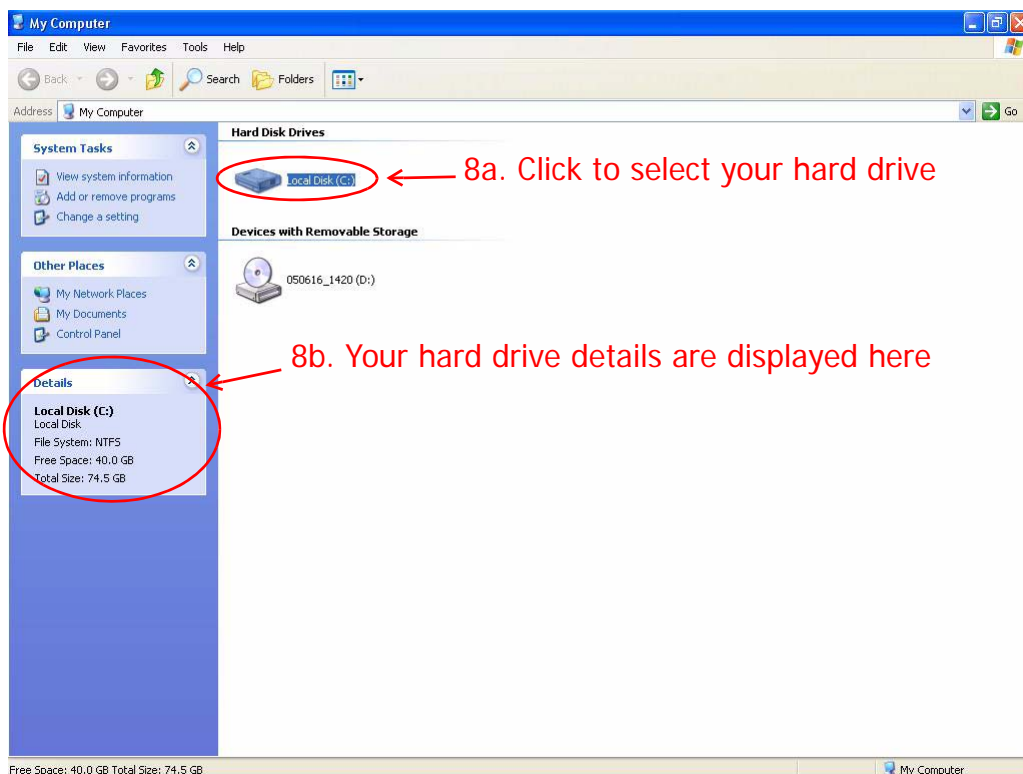 My Computer
File Edit View Favorites Tools Help
Back Search Folders
Address My Computer Go
Hard Disk Drives
System Tasks
View system information
Add or remove programs
Change a setting
Local Disk (C:)
8a. Click to select your hard drive
Devices with Removable Storage
050616_1420 (D:)
Other Places
My Network Places
My Documents
Control Panel
8b. Your hard drive details are displayed here
Details
Local Disk (C:)
Local Disk
File System: NTFS
Free Space: 40.0 GB
Total Size: 74.5 GB
Free Space: 40.0 GB Total Size: 74.5 GB My Computer